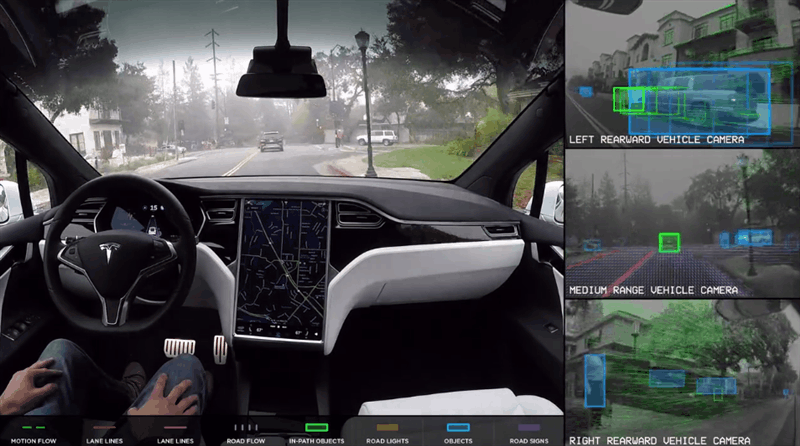 LEFT REARWARD VEHICLE CAMERA
15
MEDIUM RANGE VEHICLE CAMERA
RIGHT REARWARD VEHICLE CAMERA
MOTION FLOW
LANE LINES
LANE LINES
ROAD FLOW
IN-PATH OBJECTS
ROAD LIGHTS
OBJECTS
ROAD SIGNS